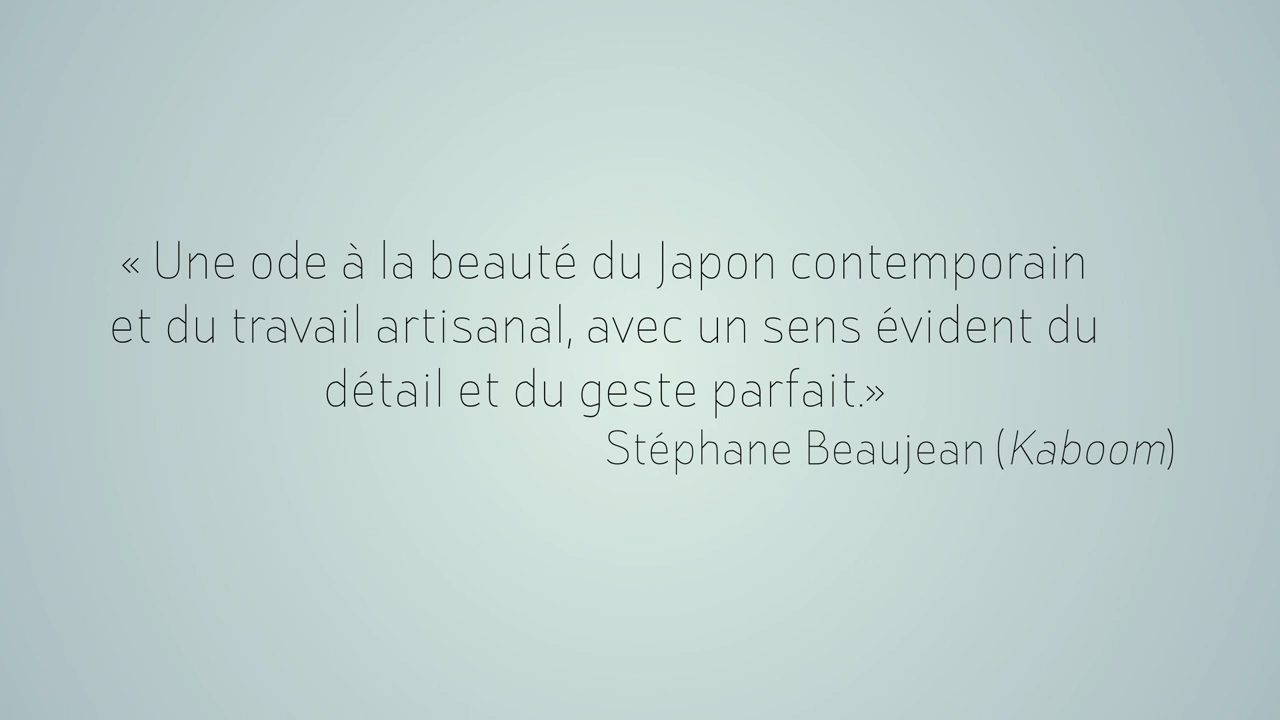 « Une ode à la beauté du Japon contemporain
et du travail artisanal, avec un sens évident du
détail et du geste parfait.»
Stéphane Beaujean (Kaboom)